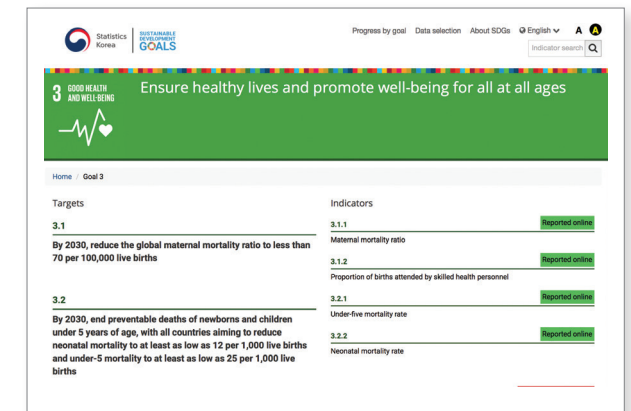 Statistics
Korea
SUSTAINABLE
DEVELOPMENT
GOALS
Progress by goal Data selection About SDGs English A A
Indicator search
3 GOOD HEALTH
AND WELL-BEING
Ensure healthy lives and promote well-being for all at all ages
Home / Goal 3
Targets
3.1
By 2030, reduce the global maternal mortality ratio to less than
70 per 100,000 live births
3.2
By 2030, end preventable deaths of newborns and children
under 5 years of age, with all countries aiming to reduce
neonatal mortality to at least as low as 12 per 1,000 live births
and under-5 mortality to at least as low as 25 per 1,000 live
births
Indicators
3.1.1 Reported online
Maternal mortality ratio
3.1.2 Reported online
Proportion of births attended by skilled health personnel
3.2.1 Reported online
Under-five mortality rate
3.2.2 Reported online
Neonatal mortality rate